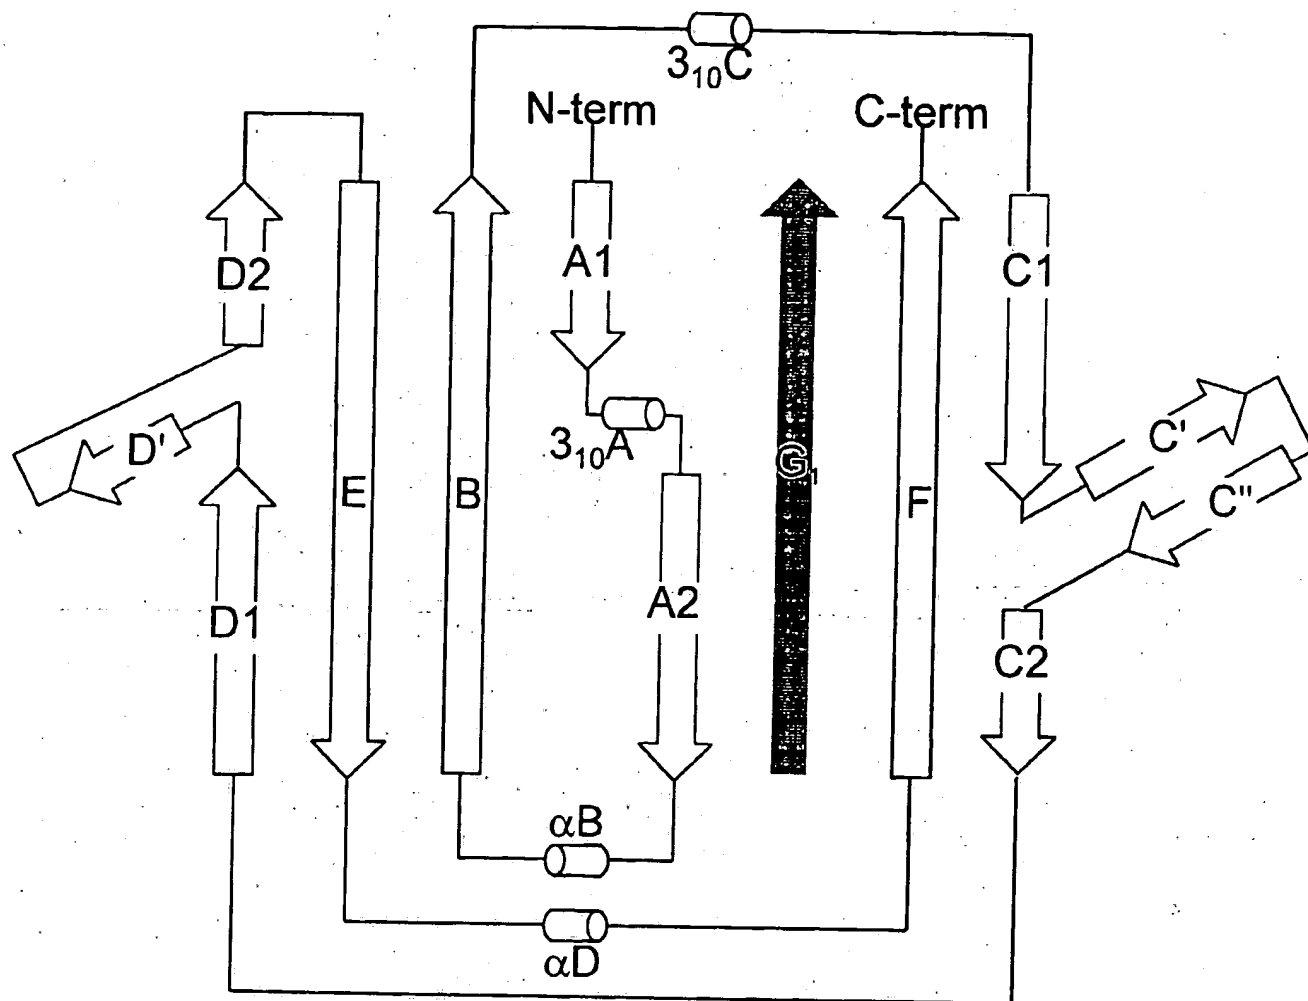 3₁₀C
N-term
C-term
D2
A1
C1
3₁₀A
D'
C'
C"
E
B
G₁
F
D1
A2
C2
αB
αD